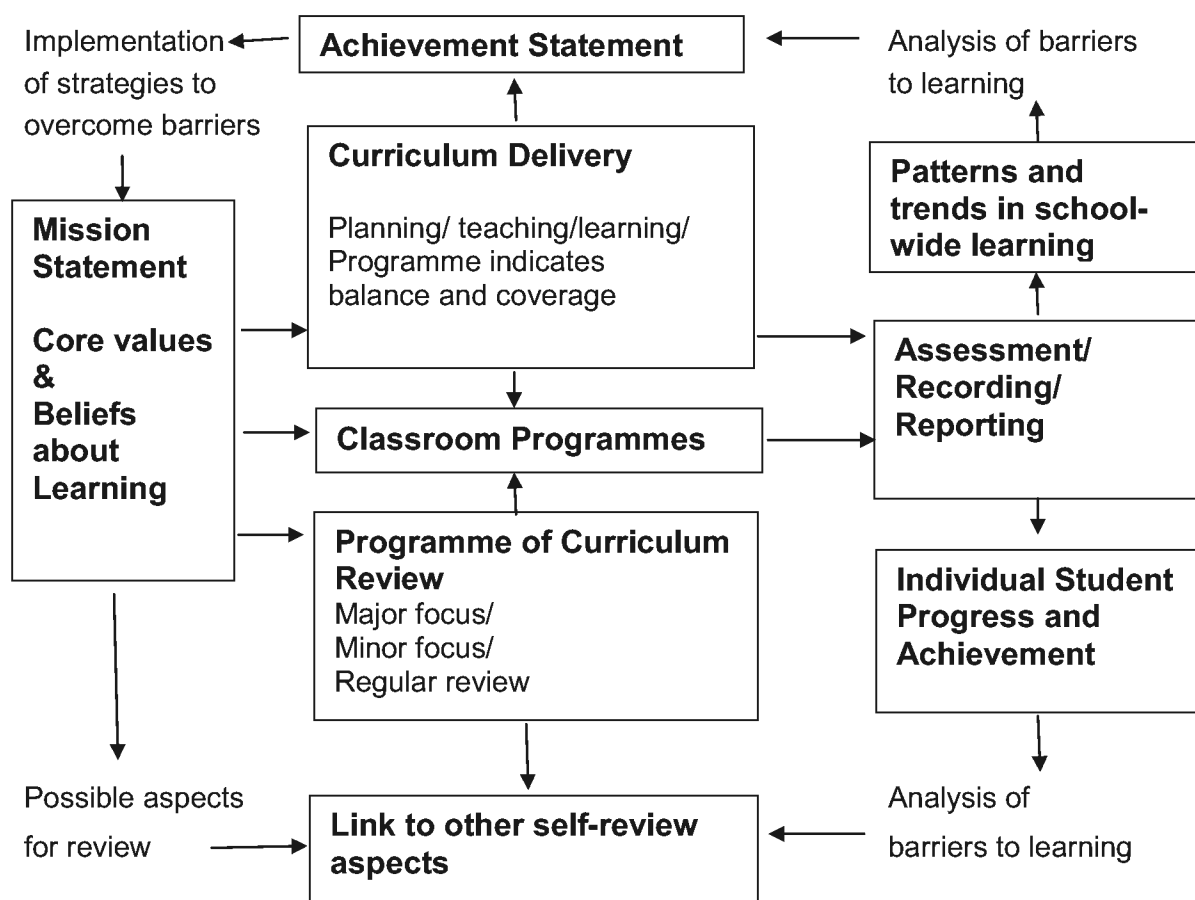 Implementation
of strategies to
overcome barriers
Achievement Statement
Analysis of barriers
to learning
Curriculum Delivery
Planning/ teaching/learning/
Programme indicates
balance and coverage
Patterns and
trends in school-
wide learning
Mission
Statement
Core values
&
Beliefs
about
Learning
Assessment/
Recording/
Reporting
Classroom Programmes
Programme of Curriculum
Review
Major focus/
Minor focus/
Regular review
Individual Student
Progress and
Achievement
Possible aspects
for review
Link to other self-review
aspects
Analysis of
barriers to learning